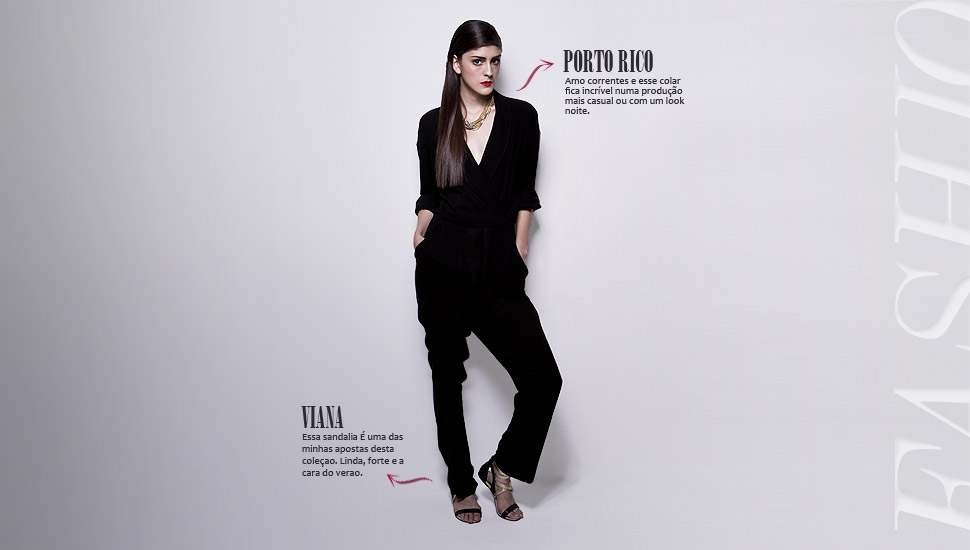 PORTO RICO
Amo correntes e esse colar
fica incrível numa produção
mais casual ou com um look
noite.
VIANA
Essa sandalia É uma das
minhas apostas desta
coleçao. Linda, forte e a
cara do verao.
FASHIO